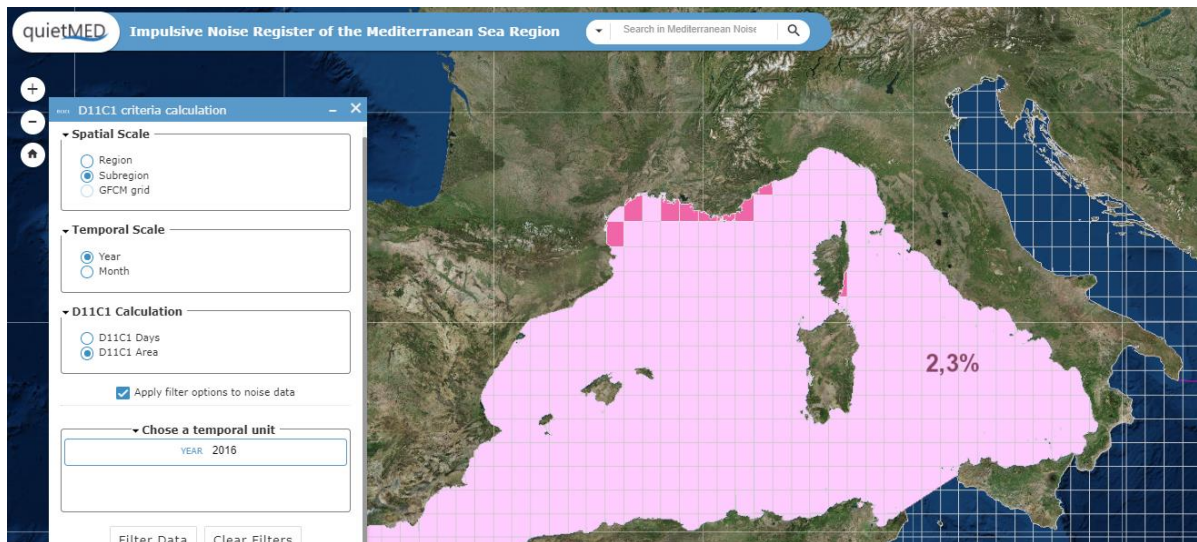 quietMED Impulsive Noise Register of the Mediterranean Sea Region Search in Mediterranean Noise
+
−
D11C1 criteria calculation − ×
Spatial Scale
Region
Subregion
GFCM grid
Temporal Scale
Year
Month
D11C1 Calculation
D11C1 Days
D11C1 Area
2,3%
Apply filter options to noise data
Chose a temporal unit
YEAR 2016
Filter Data Clear Filters